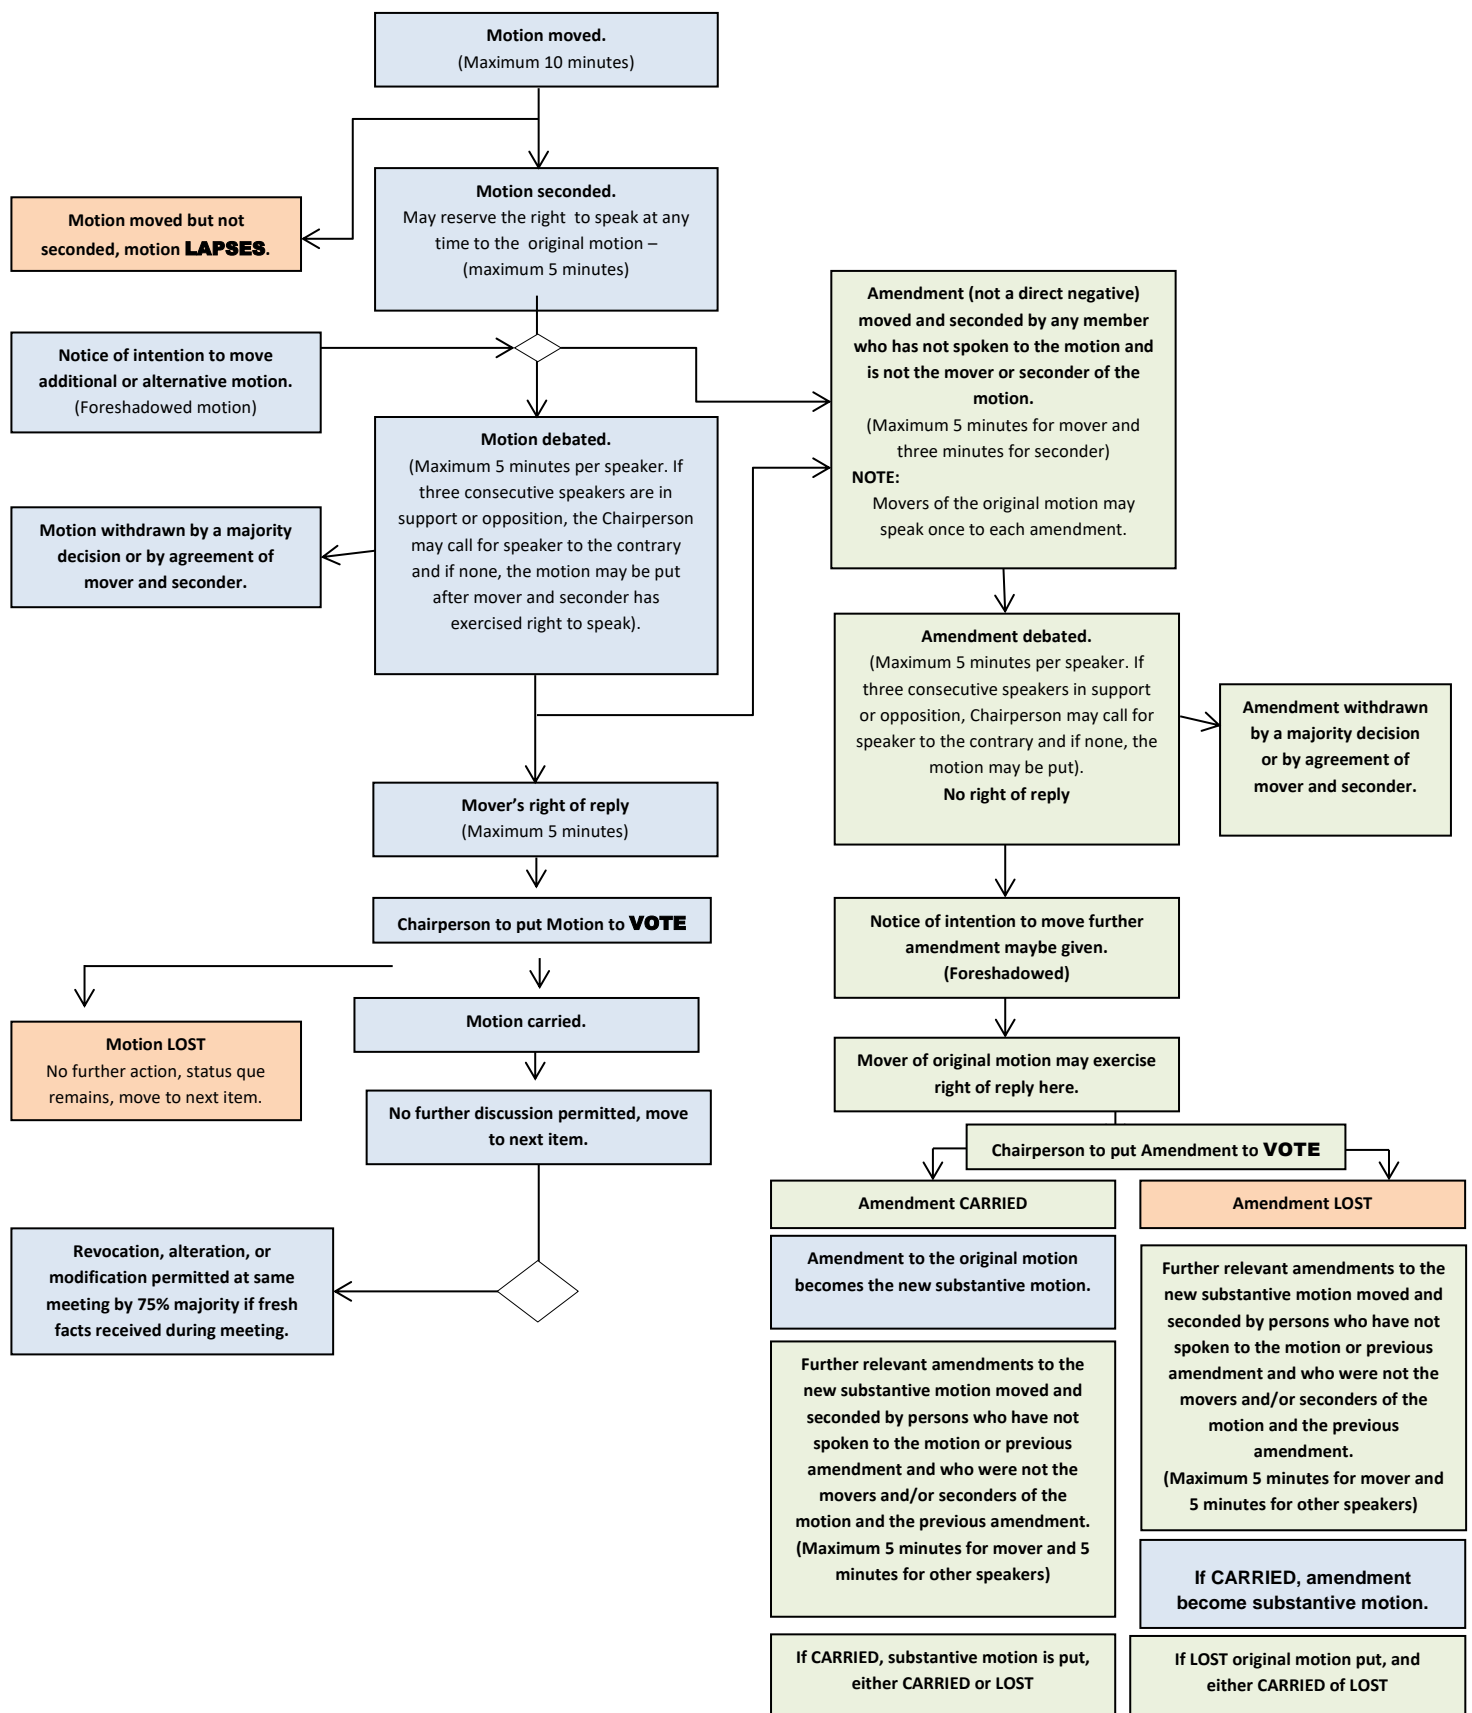 Motion moved.
(Maximum 10 minutes)
Motion seconded.
May reserve the right to speak at any
time to the original motion –
(maximum 5 minutes)
Motion moved but not
seconded, motion LAPSES.
Notice of intention to move
additional or alternative motion.
(Foreshadowed motion)
Motion debated.
(Maximum 5 minutes per speaker. If
three consecutive speakers are in
support or opposition, the Chairperson
may call for speaker to the contrary
and if none, the motion may be put
after mover and seconder has
exercised right to speak).
Motion withdrawn by a majority
decision or by agreement of
mover and seconder.
Mover’s right of reply
(Maximum 5 minutes)
Chairperson to put Motion to VOTE
Motion LOST
No further action, status que
remains, move to next item.
Motion carried.
No further discussion permitted, move
to next item.
Revocation, alteration, or
modification permitted at same
meeting by 75% majority if fresh
facts received during meeting.
Amendment (not a direct negative)
moved and seconded by any member
who has not spoken to the motion and
is not the mover or seconder of the
motion.
(Maximum 5 minutes for mover and
three minutes for seconder)
NOTE:
Movers of the original motion may
speak once to each amendment.
Amendment debated.
(Maximum 5 minutes per speaker. If
three consecutive speakers in support
or opposition, Chairperson may call for
speaker to the contrary and if none, the
motion may be put).
No right of reply
Amendment withdrawn
by a majority decision
or by agreement of
mover and seconder.
Notice of intention to move further
amendment maybe given.
(Foreshadowed)
Mover of original motion may exercise
right of reply here.
Chairperson to put Amendment to VOTE
Amendment CARRIED
Amendment to the original motion
becomes the new substantive motion.
Further relevant amendments to the
new substantive motion moved and
seconded by persons who have not
spoken to the motion or previous
amendment and who were not the
movers and/or seconders of the
motion and the previous amendment.
(Maximum 5 minutes for mover and 5
minutes for other speakers)
If CARRIED, substantive motion is put,
either CARRIED or LOST
Amendment LOST
Further relevant amendments to the
new substantive motion moved and
seconded by persons who have not
spoken to the motion or previous
amendment and who were not the
movers and/or seconders of the
motion and the previous
amendment.
(Maximum 5 minutes for mover and
5 minutes for other speakers)
If CARRIED, amendment
become substantive motion.
If LOST original motion put, and
either CARRIED of LOST